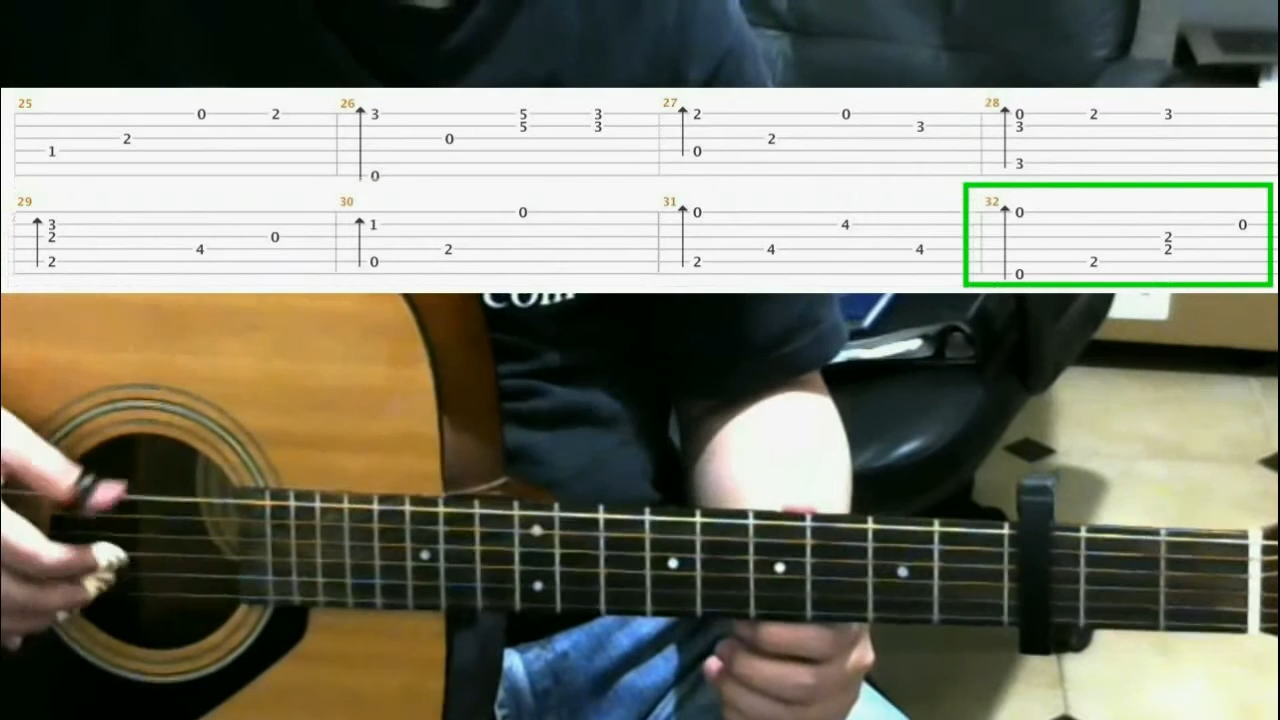 25 26 27 28
0 2 3 5 3 2 0 0 2 3
5 3 3 3
2 0 2
1 0
3
0
29 30 31 32
0 0 0
3 1 4 0
2 0 2
4 2 4 4 2
2 0 2 2
0
com